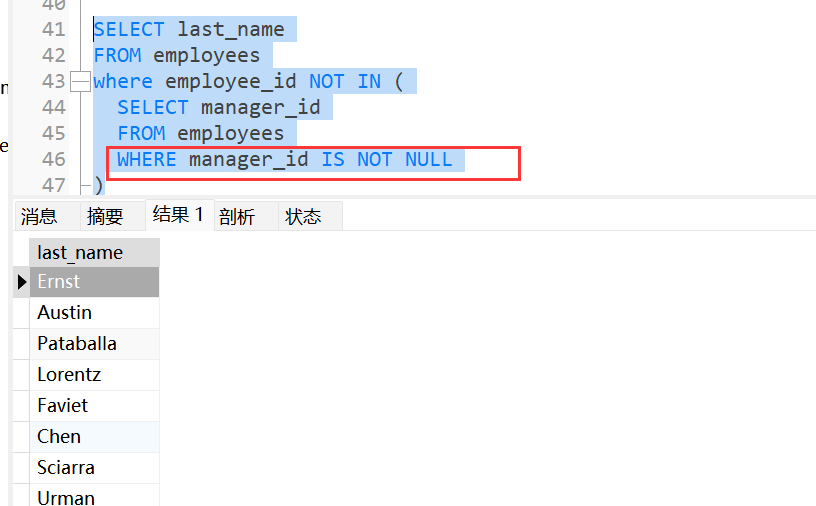 40
41 SELECT last_name
42 FROM employees
43 where employee_id NOT IN (
44 SELECT manager_id
45 FROM employees
46 WHERE manager_id IS NOT NULL
47 )
消息 摘要 结果 1 剖析 状态
last_name
Ernst
Austin
Pataballa
Lorentz
Faviet
Chen
Sciarra
Urman